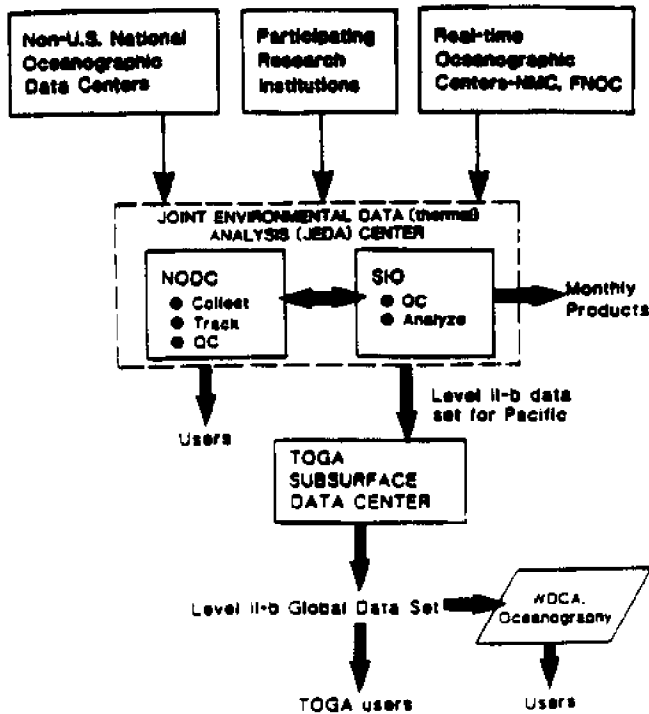 Non-U.S. National
Oceanographic
Data Centers
Participating
Research
Institutions
Real-time
Oceanographic
Centers-NMC, FNOC
JOINT ENVIRONMENTAL DATA (thermal)
ANALYSIS (JEDA) CENTER
NODC
● Collect
● Track
● QC
SIO
● QC
● Analyze
Monthly
Products
Users
Level II-b data
set for Pacific
TOGA
SUBSURFACE
DATA CENTER
Level II-b Global Data Set
WDCA,
Oceanography
TOGA users
Users